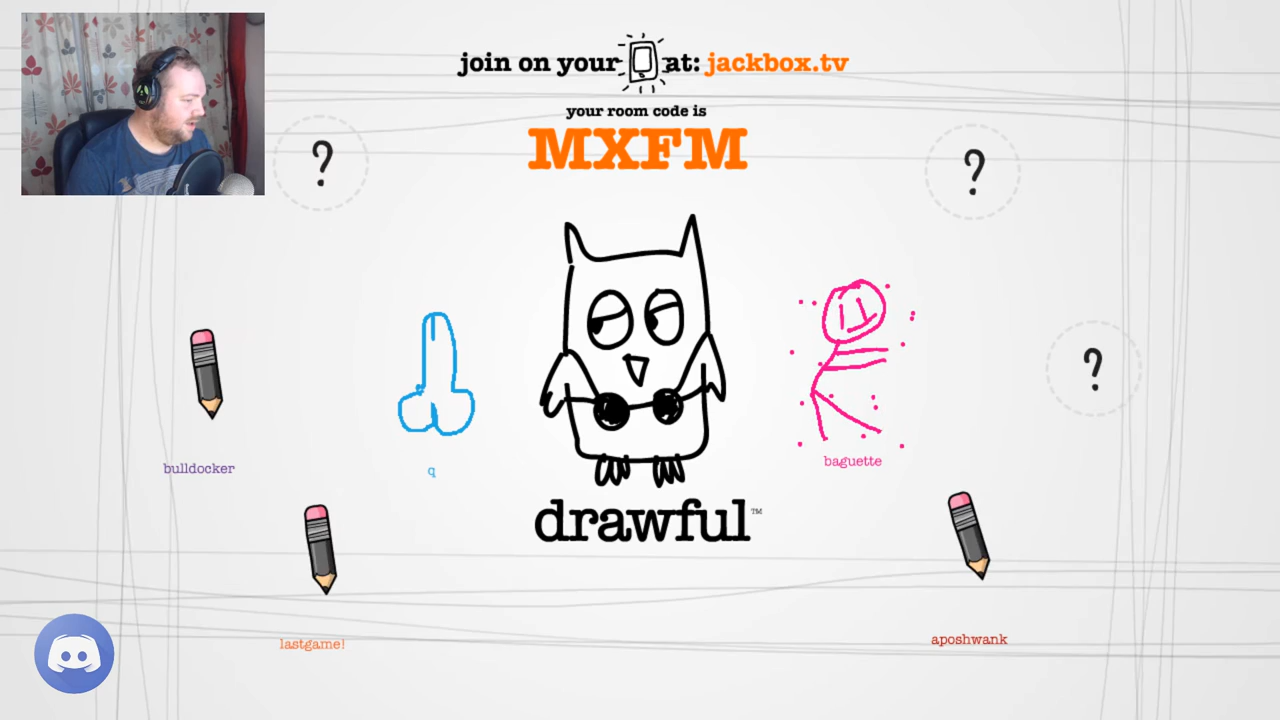 join on your at: jackbox.tv
your room code is
MXFM
?
?
?
bulldocker
q
baguette
drawful™
lastgame!
aposhwank